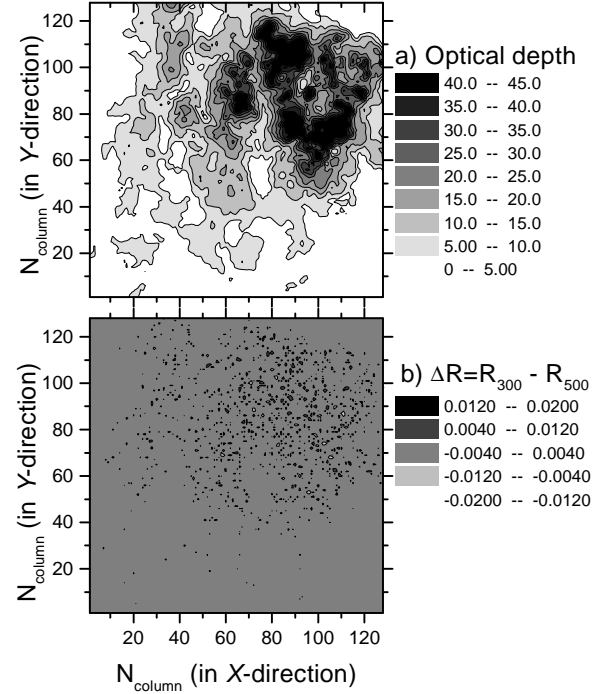 120
100
80
60
40
20
N_column (in Y-direction)
a) Optical depth
40.0 -- 45.0
35.0 -- 40.0
30.0 -- 35.0
25.0 -- 30.0
20.0 -- 25.0
15.0 -- 20.0
10.0 -- 15.0
5.00 -- 10.0
0 -- 5.00
120
100
80
60
40
20
N_column (in Y-direction)
b) ΔR=R_300 - R_500
0.0120 -- 0.0200
0.0040 -- 0.0120
-0.0040 -- 0.0040
-0.0120 -- -0.0040
-0.0200 -- -0.0120
20 40 60 80 100 120
N_column (in X-direction)